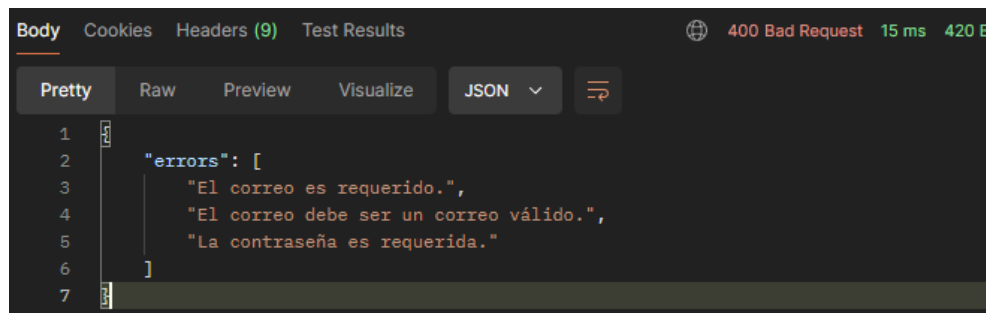 Body Cookies Headers (9) Test Results 400 Bad Request 15 ms 420 B
Pretty Raw Preview Visualize JSON
1 {
2 "errors": [
3 "El correo es requerido.",
4 "El correo debe ser un correo válido.",
5 "La contraseña es requerida."
6 ]
7 }